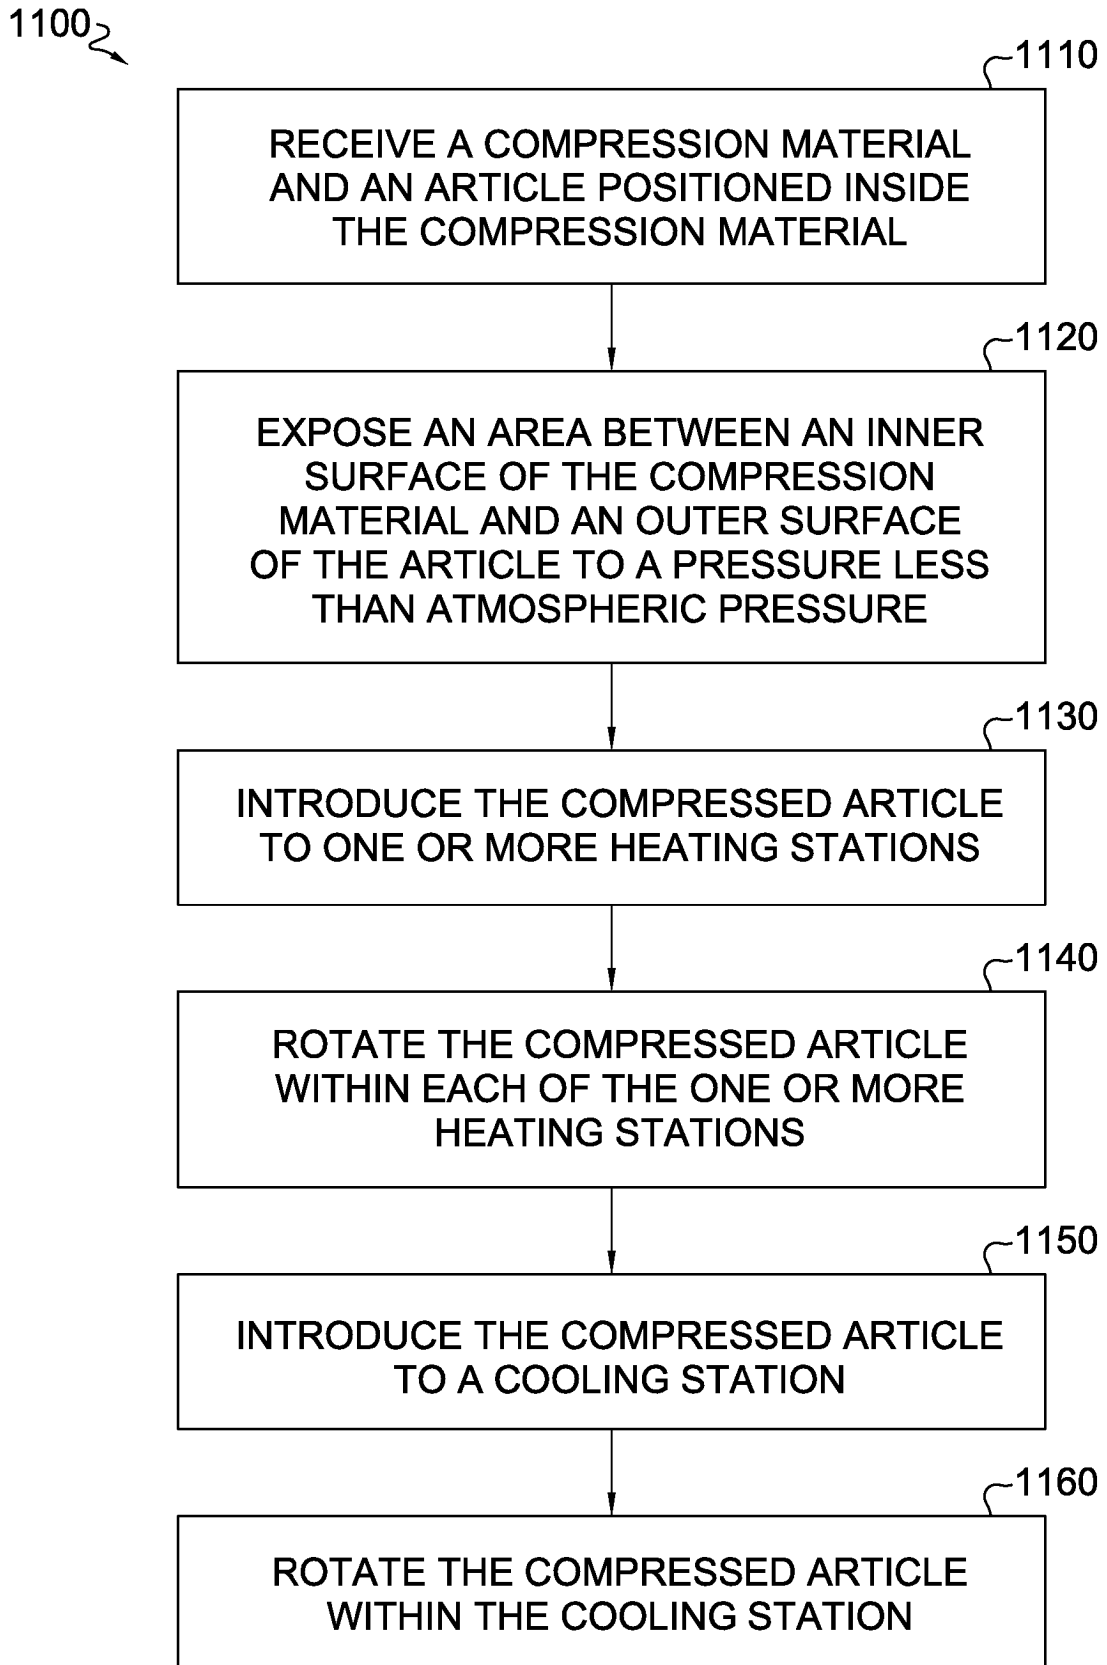 1100
1110
RECEIVE A COMPRESSION MATERIAL
AND AN ARTICLE POSITIONED INSIDE
THE COMPRESSION MATERIAL
1120
EXPOSE AN AREA BETWEEN AN INNER
SURFACE OF THE COMPRESSION
MATERIAL AND AN OUTER SURFACE
OF THE ARTICLE TO A PRESSURE LESS
THAN ATMOSPHERIC PRESSURE
1130
INTRODUCE THE COMPRESSED ARTICLE
TO ONE OR MORE HEATING STATIONS
1140
ROTATE THE COMPRESSED ARTICLE
WITHIN EACH OF THE ONE OR MORE
HEATING STATIONS
1150
INTRODUCE THE COMPRESSED ARTICLE
TO A COOLING STATION
1160
ROTATE THE COMPRESSED ARTICLE
WITHIN THE COOLING STATION